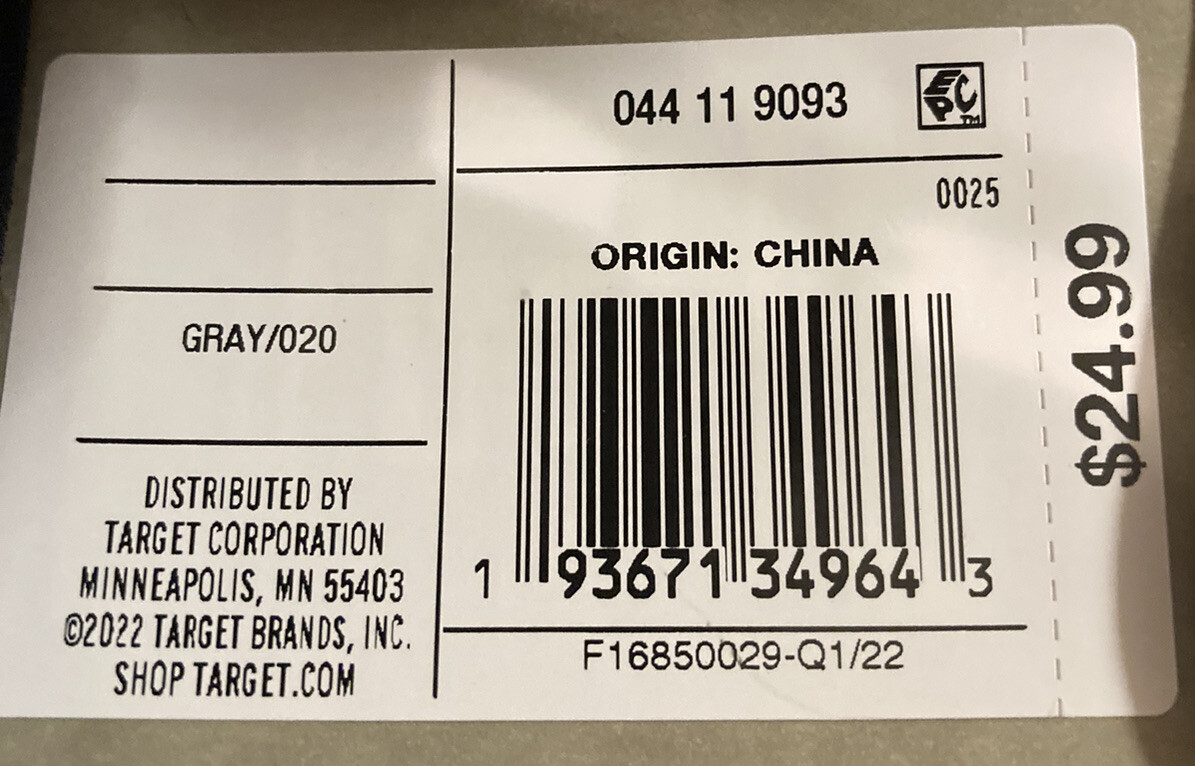 044 11 9093
EPC™
0025
ORIGIN: CHINA
GRAY/020
DISTRIBUTED BY
TARGET CORPORATION
MINNEAPOLIS, MN 55403
©2022 TARGET BRANDS, INC.
SHOP TARGET.COM
1 93671 34964 3
F16850029-Q1/22
$24.99